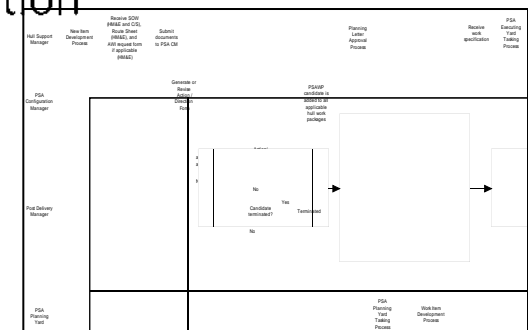 tion
Hull Support
Manager
New Item
Development
Process
Receive SOW
(HM&E and C/S),
Route Sheet
(HM&E), and
AWI request form
if applicable
(HM&E)
Submit
documents
to PSA CM
Planning
Letter
Approval
Process
Receive
work
specification
PSA
Executing
Yard
Tasking
Process
PSA
Configuration
Manager
Generate or
Revise
Action /
Direction
Form
PSAWP
candidate is
added to all
applicable
hull work
packages
No
Yes
Candidate
terminated?
Terminated
No
Post Delivery
Manager
PSA
Planning
Yard
PSA
Planning
Yard
Tasking
Process
Work Item
Development
Process